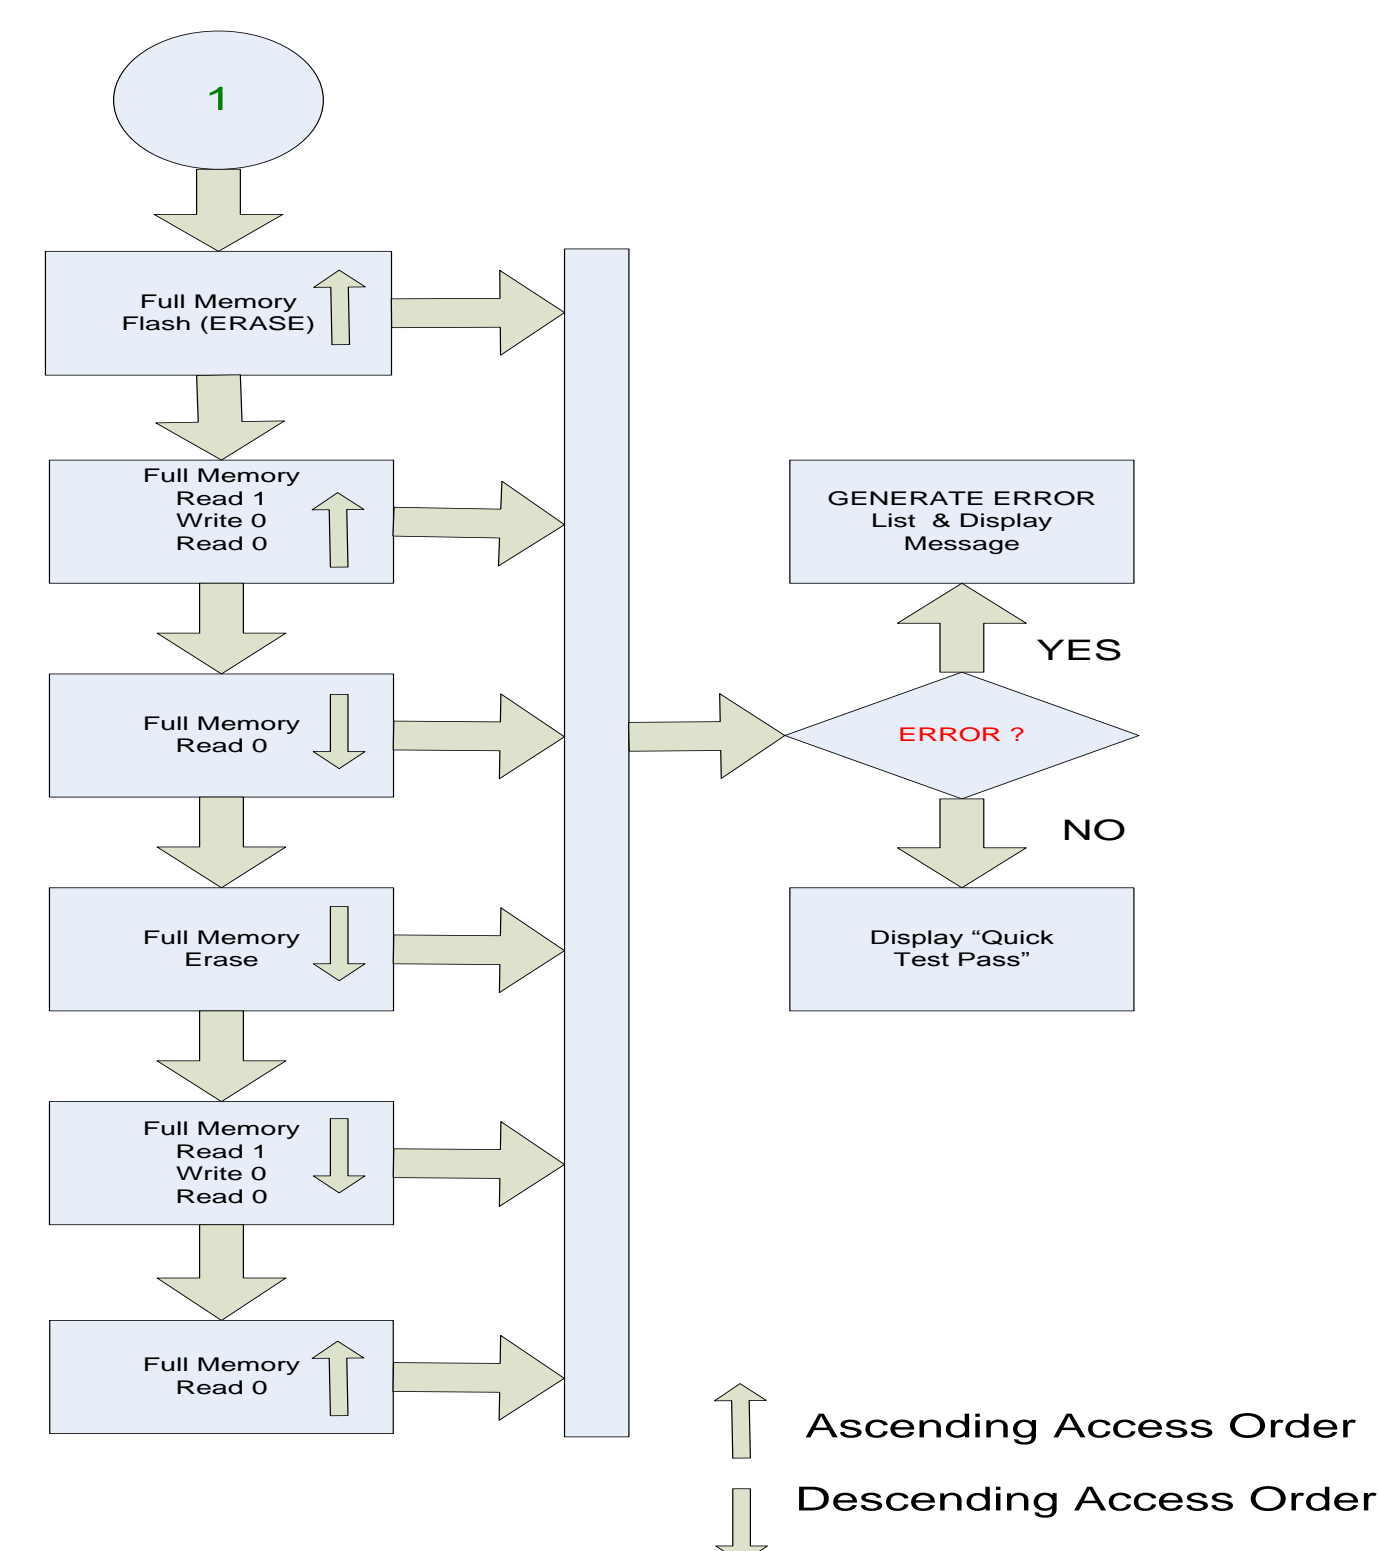 1
Full Memory
Flash (ERASE)
Full Memory
Read 1
Write 0
Read 0
Full Memory
Read 0
Full Memory
Erase
Full Memory
Read 1
Write 0
Read 0
Full Memory
Read 0
GENERATE ERROR
List & Display
Message
YES
ERROR ?
NO
Display “Quick
Test Pass”
Ascending Access Order
Descending Access Order